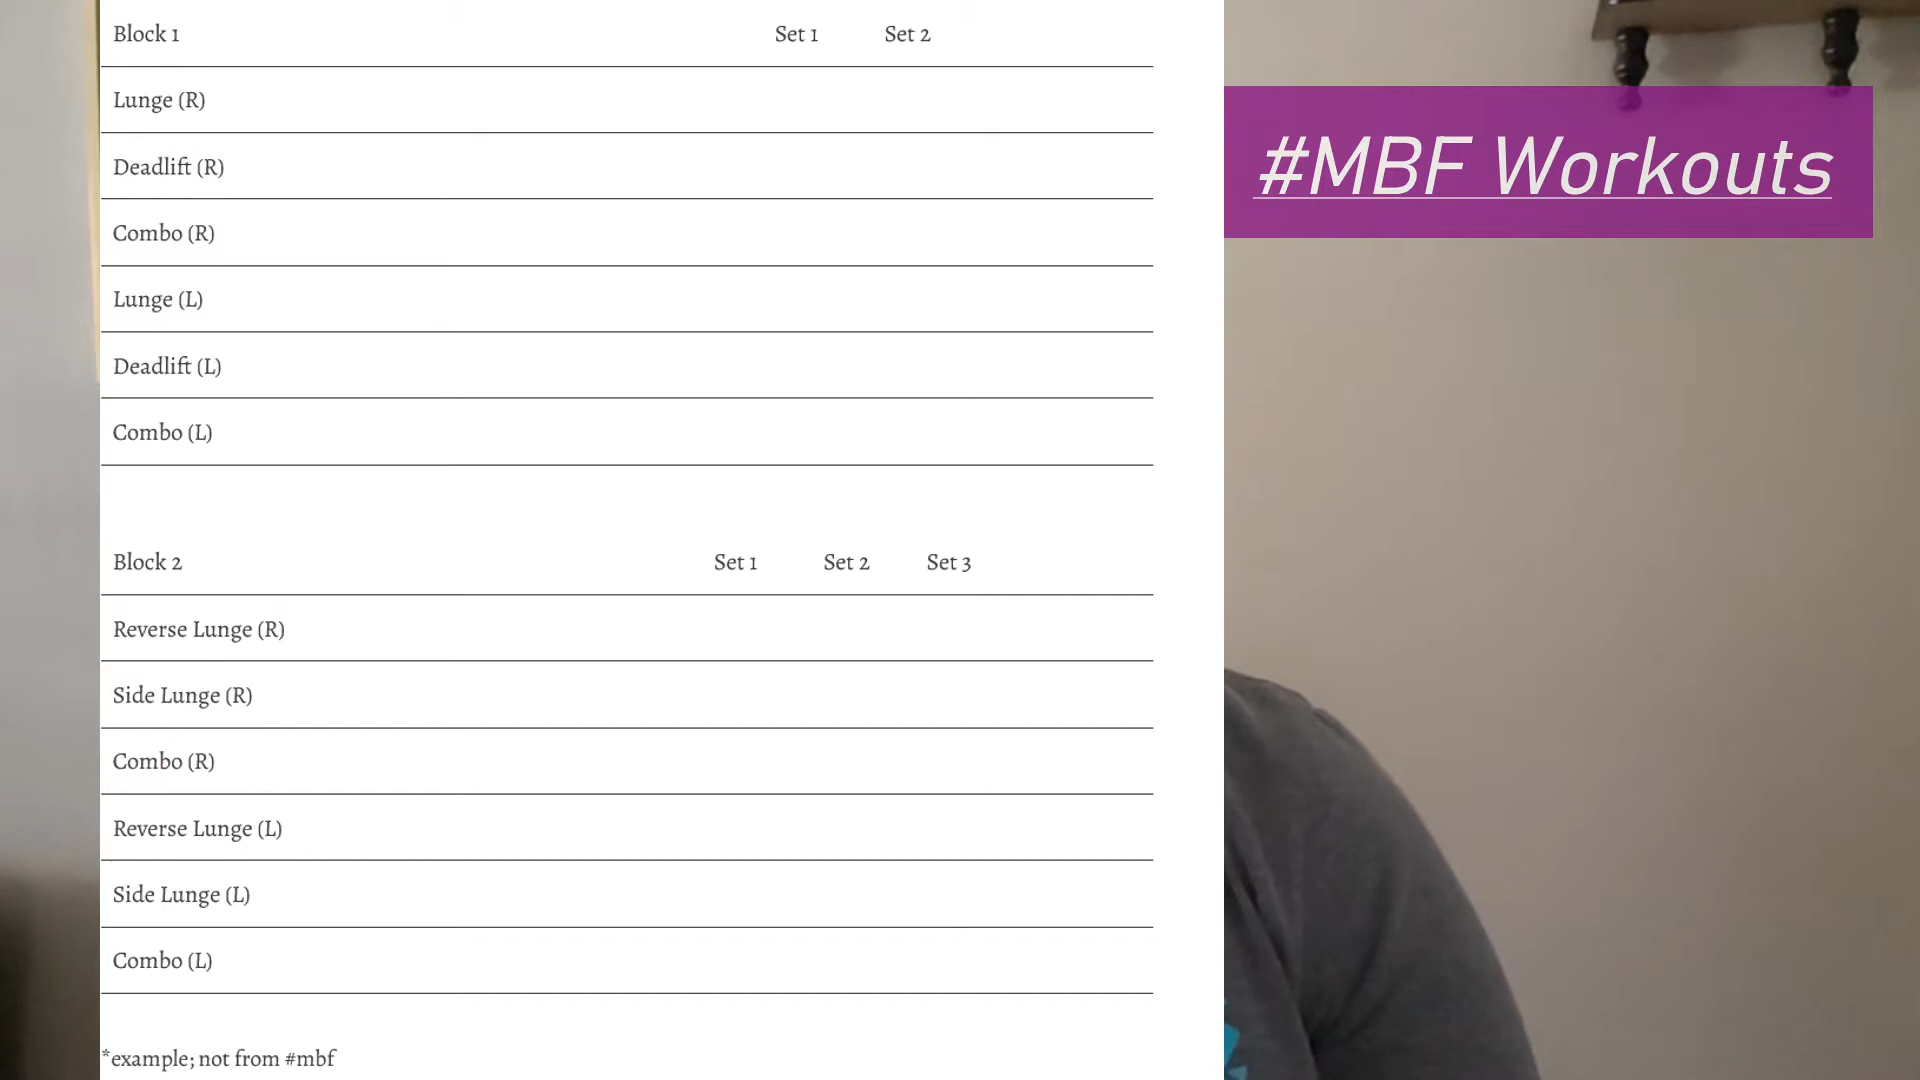 Block 1 Set 1 Set 2
Lunge (R)
Deadlift (R)
Combo (R)
Lunge (L)
Deadlift (L)
Combo (L)
Block 2 Set 1 Set 2 Set 3
Reverse Lunge (R)
Side Lunge (R)
Combo (R)
Reverse Lunge (L)
Side Lunge (L)
Combo (L)
*example; not from #mbf
#MBF Workouts